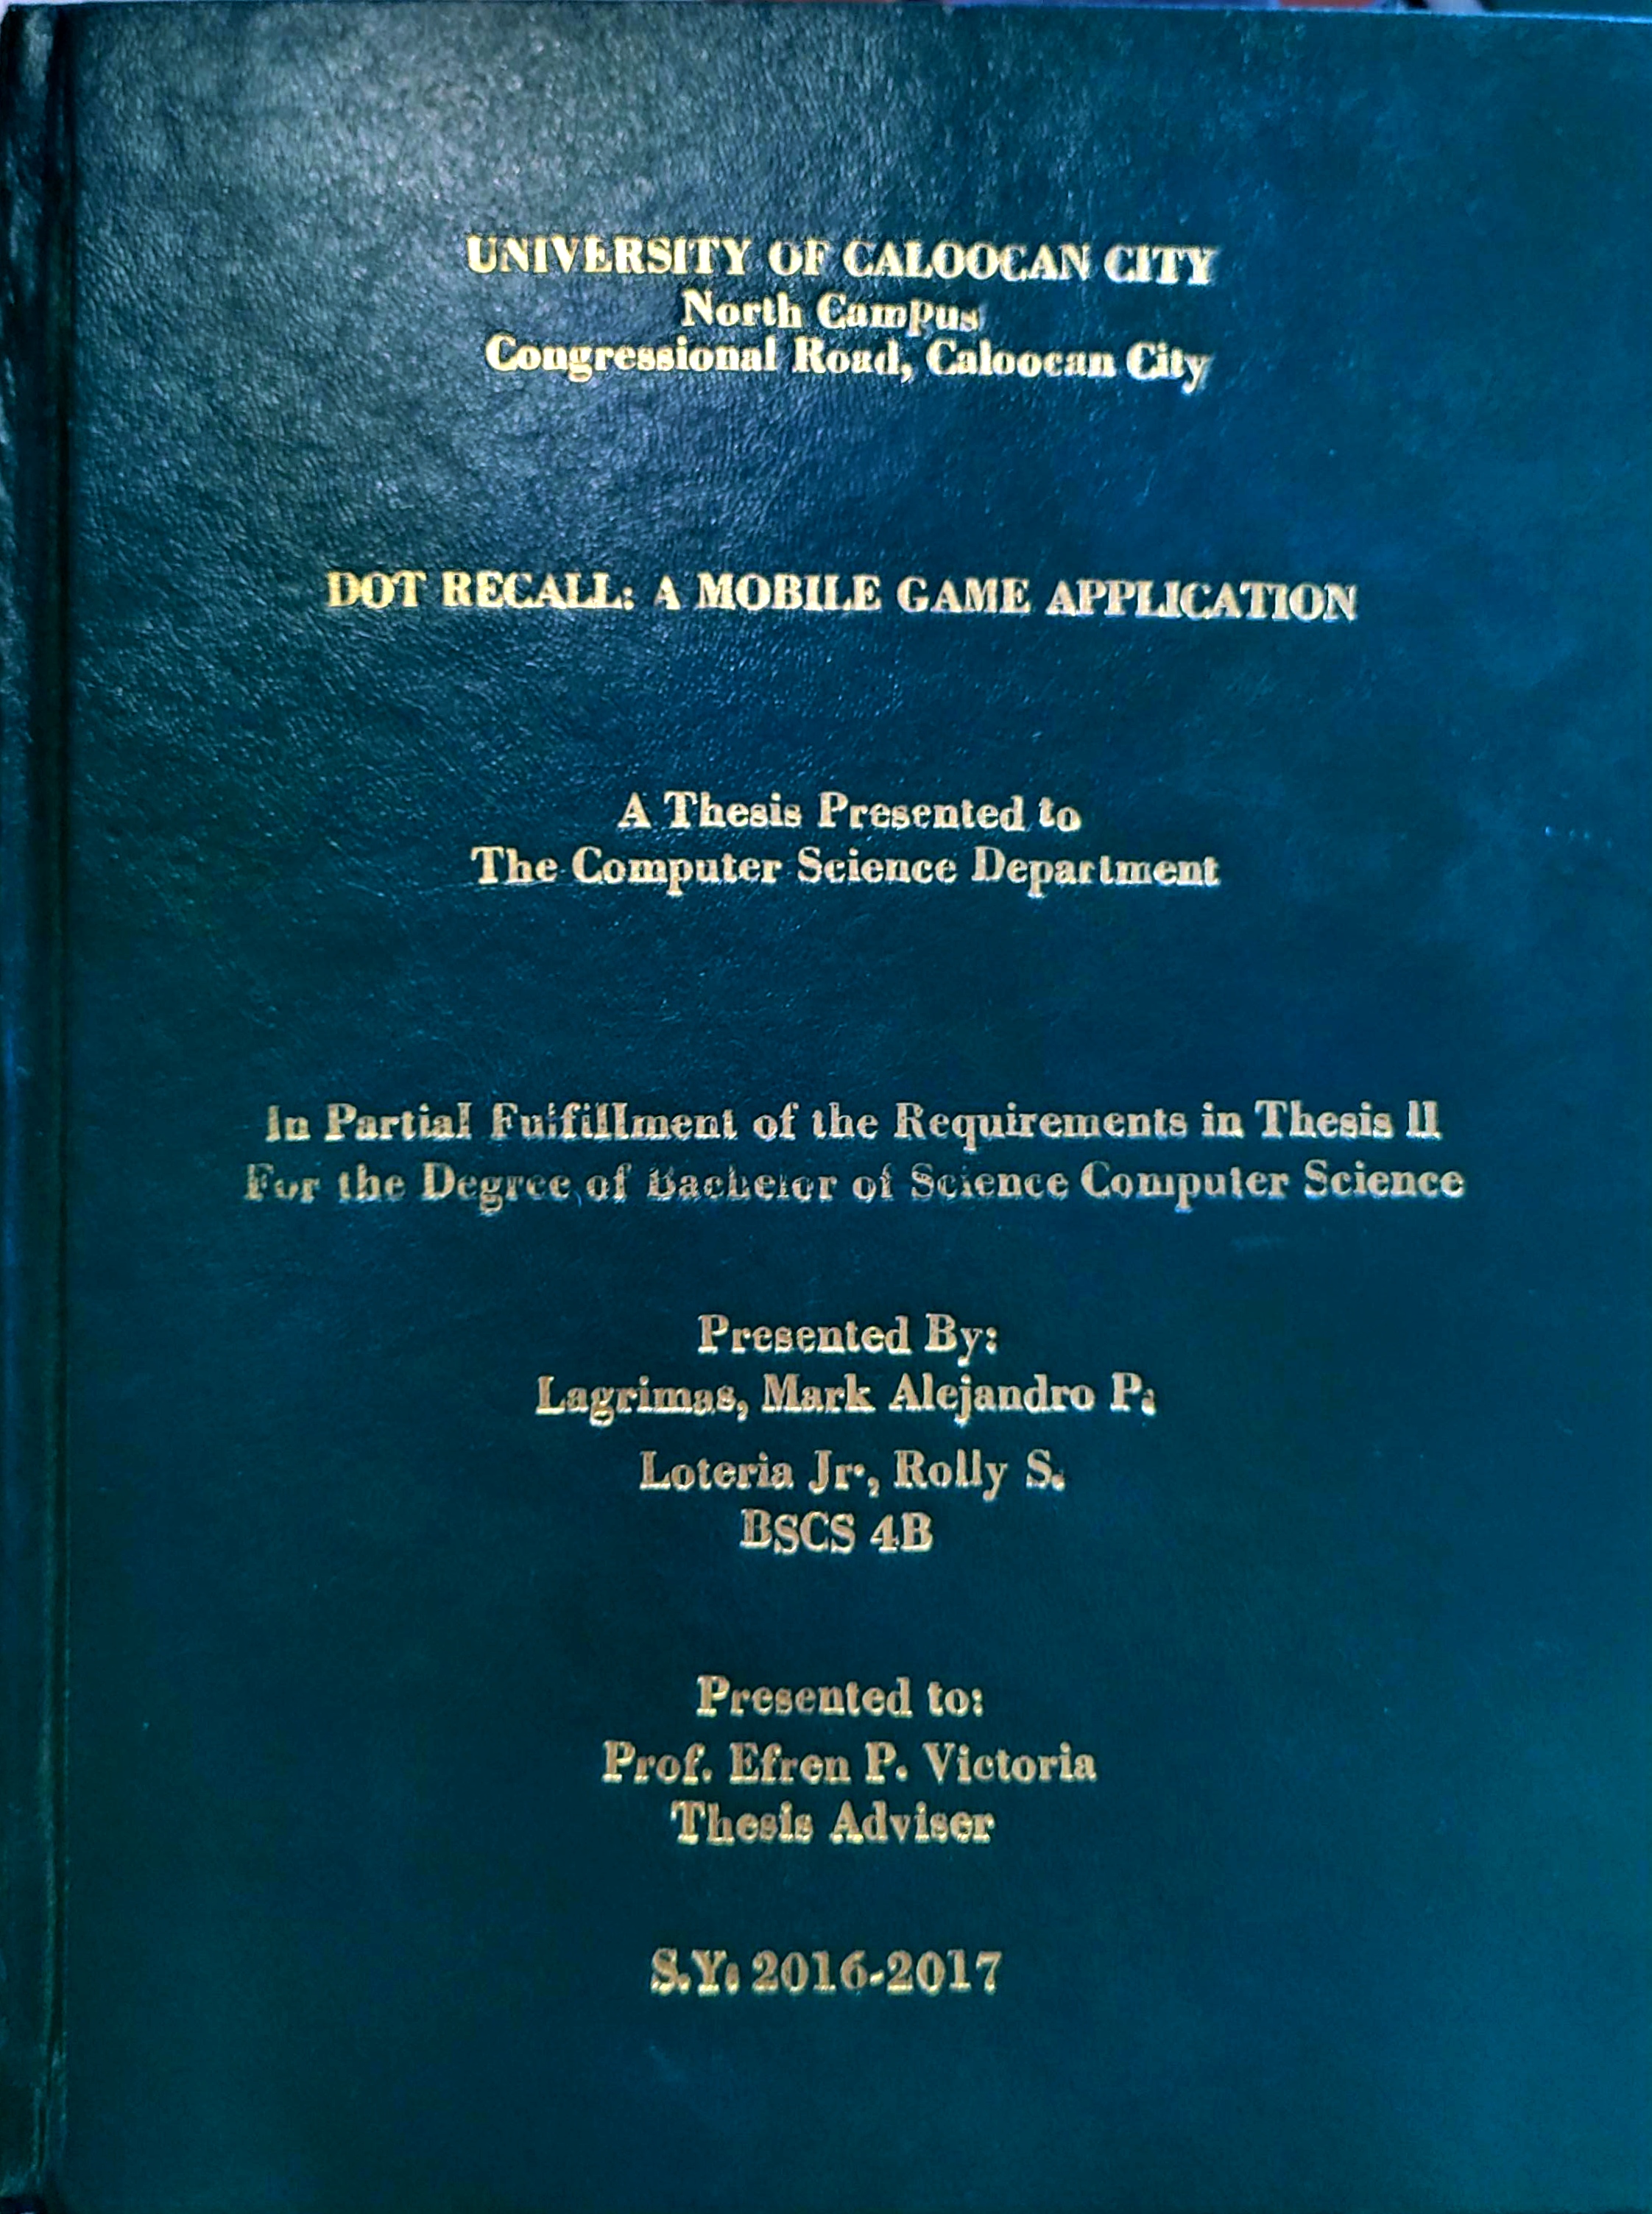 UNIVERSITY OF CALOOCAN CITY
North Campus
Congressional Road, Caloocan City
DOT RECALL: A MOBILE GAME APPLICATION
A Thesis Presented to
The Computer Science Department
In Partial Fulfillment of the Requirements in Thesis II
For the Degree of Bachelor of Science Computer Science
Presented By:
Lagrimas, Mark Alejandro P.
Loteria Jr., Rolly S.
BSCS 4B
Presented to:
Prof. Efren P. Victoria
Thesis Adviser
S.Y: 2016-2017